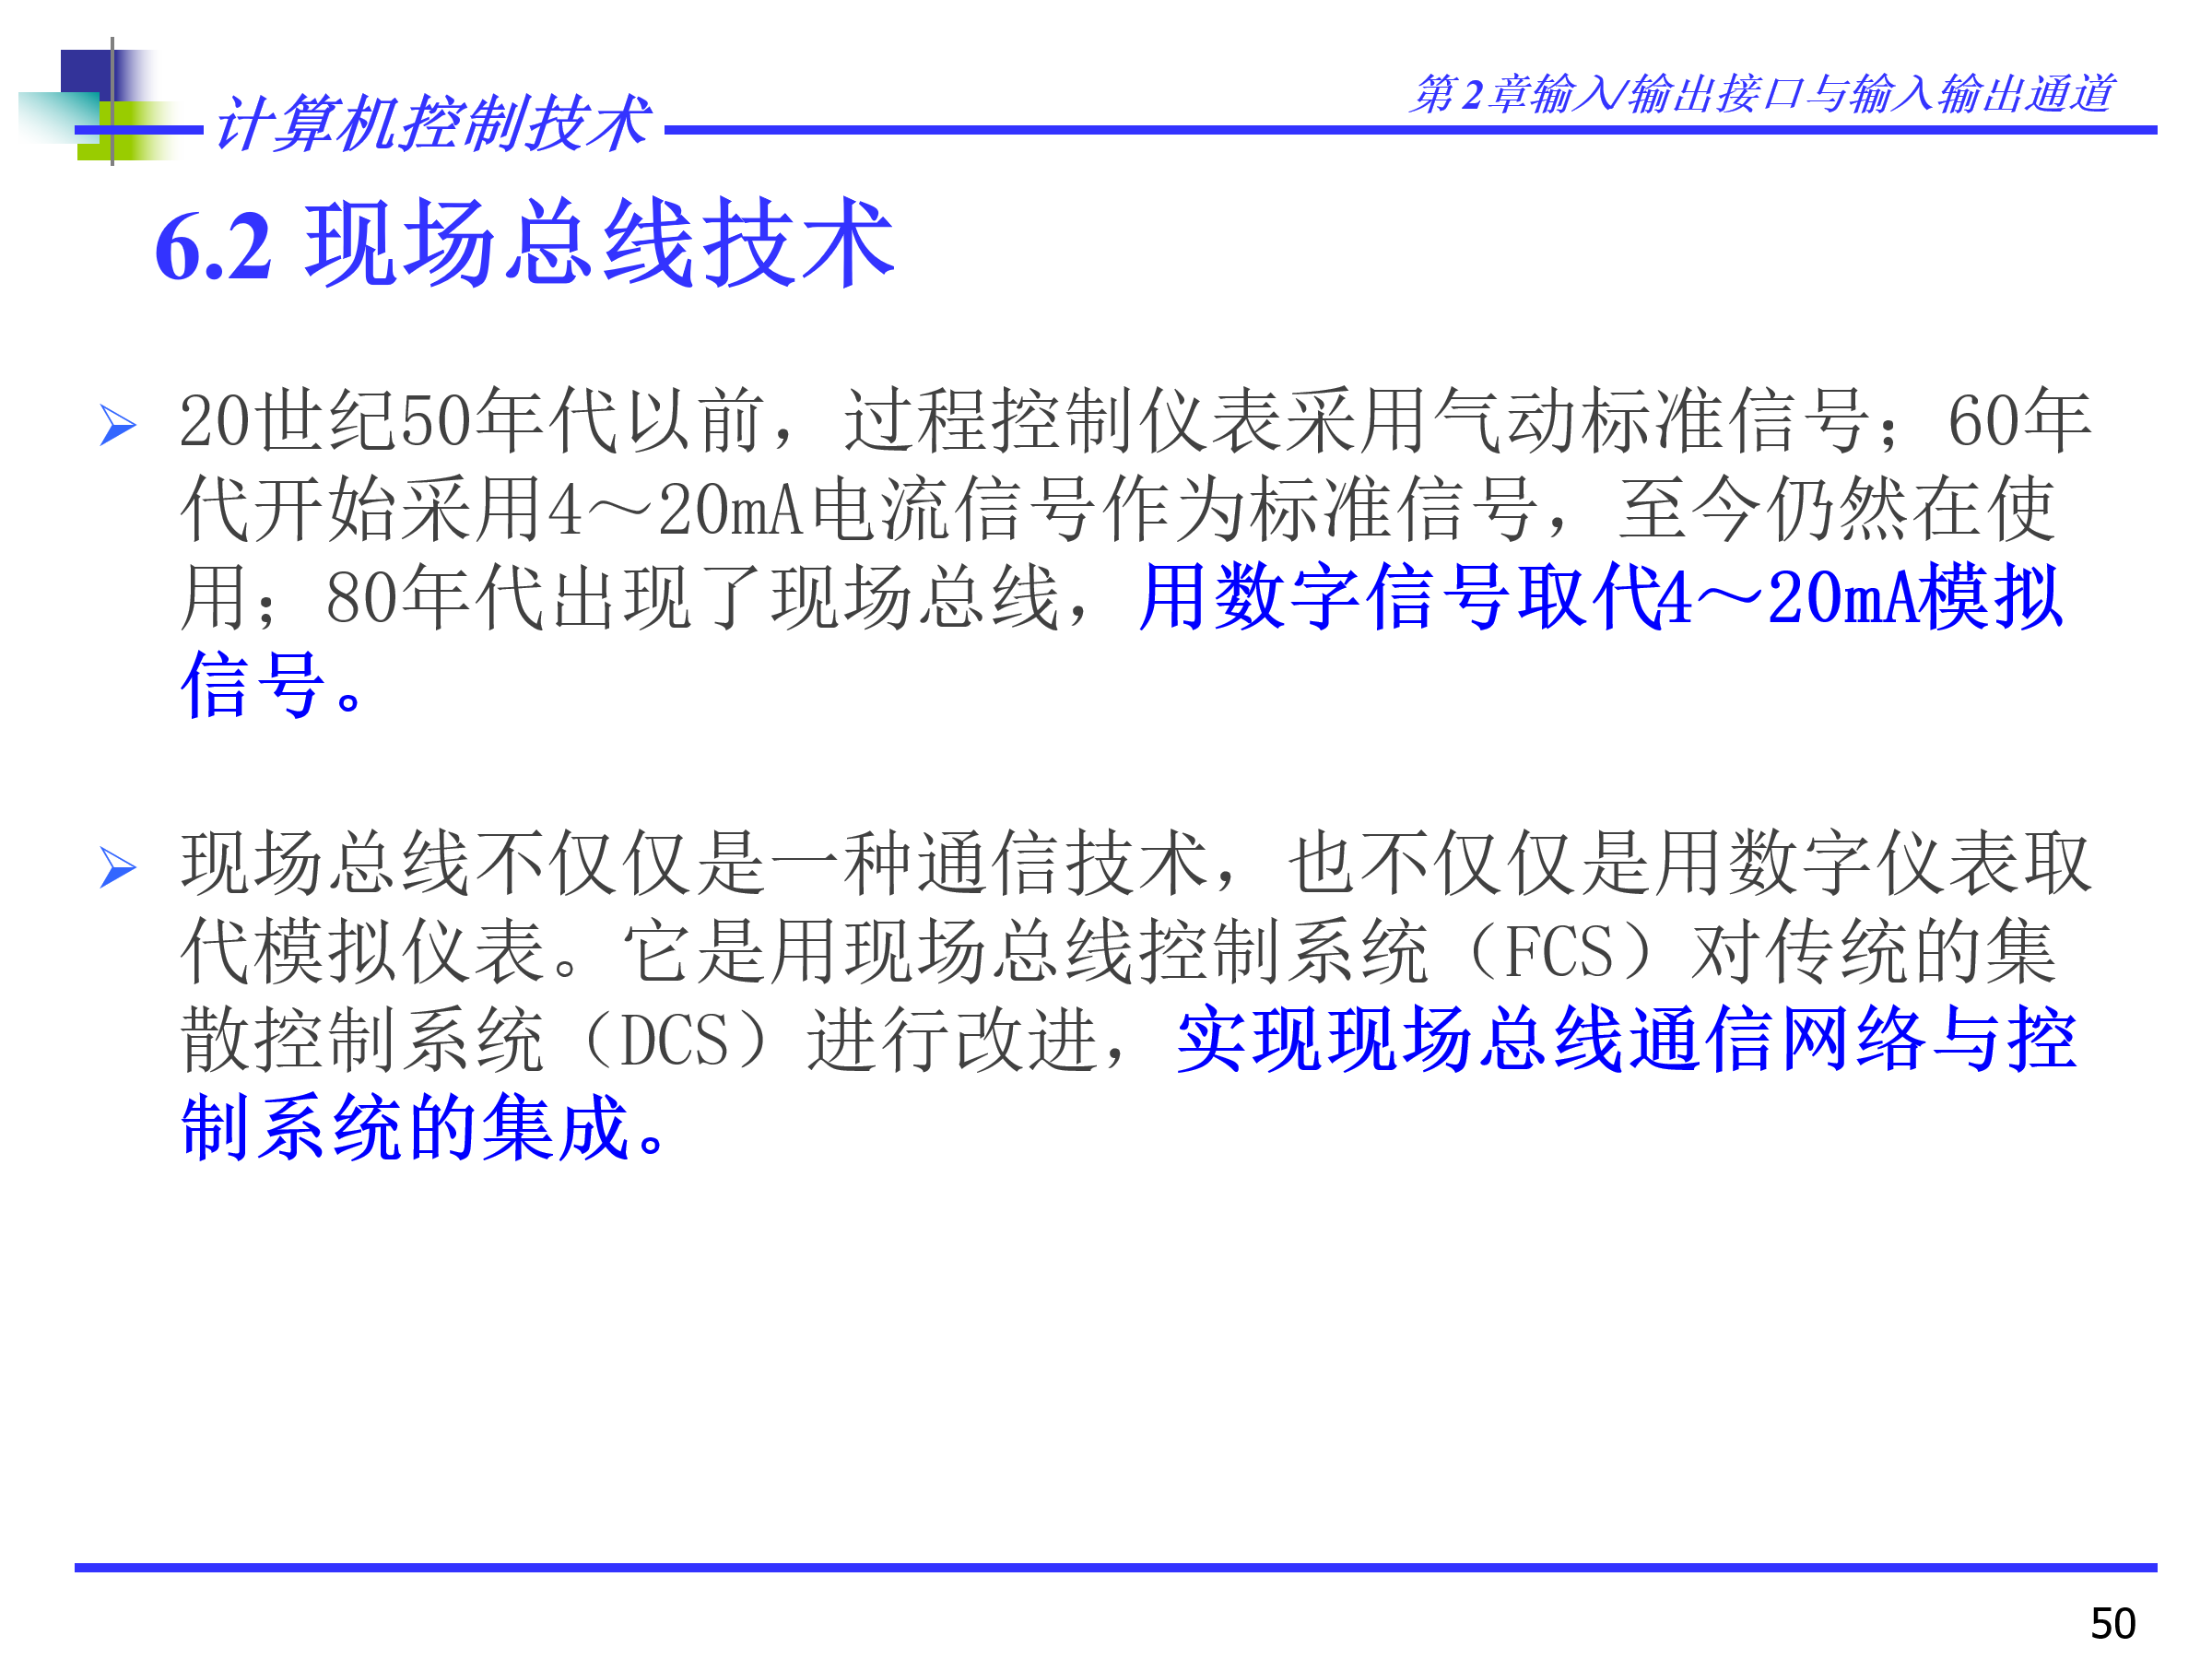 计算机控制技术
第2章输入/输出接口与输入输出通道
6.2 现场总线技术
20世纪50年代以前，过程控制仪表采用气动标准信号；60年
代开始采用4～20mA电流信号作为标准信号，至今仍然在使
用；80年代出现了现场总线，用数字信号取代4～20mA模拟
信号。
现场总线不仅仅是一种通信技术，也不仅仅是用数字仪表取
代模拟仪表。它是用现场总线控制系统（FCS）对传统的集
散控制系统（DCS）进行改进，实现现场总线通信网络与控
制系统的集成。
50